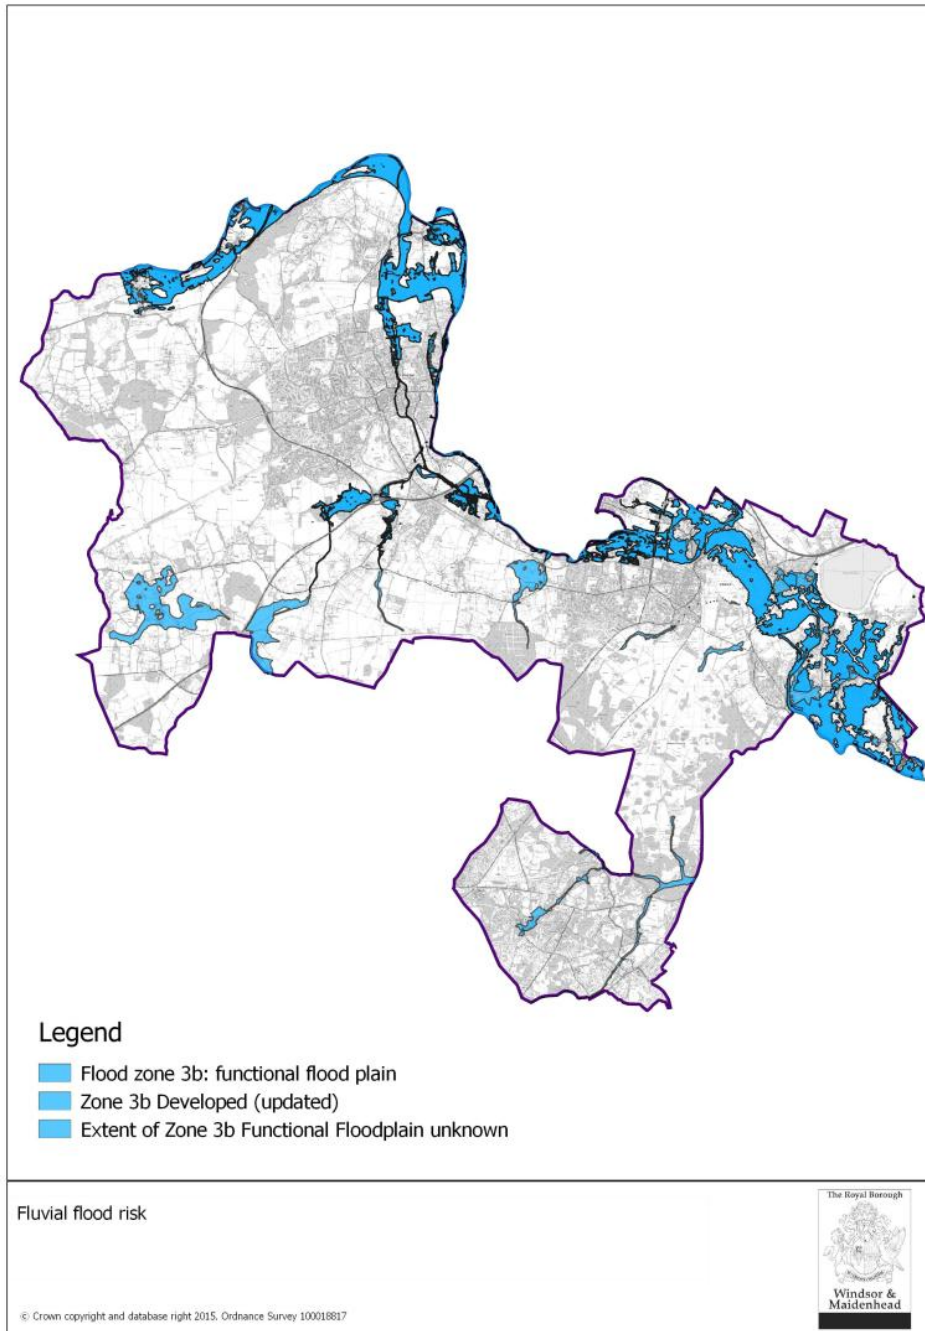 Legend
Flood zone 3b: functional flood plain
Zone 3b Developed (updated)
Extent of Zone 3b Functional Floodplain unknown
Fluvial flood risk
© Crown copyright and database right 2015. Ordnance Survey 100018817
The Royal Borough
Windsor &
Maidenhead